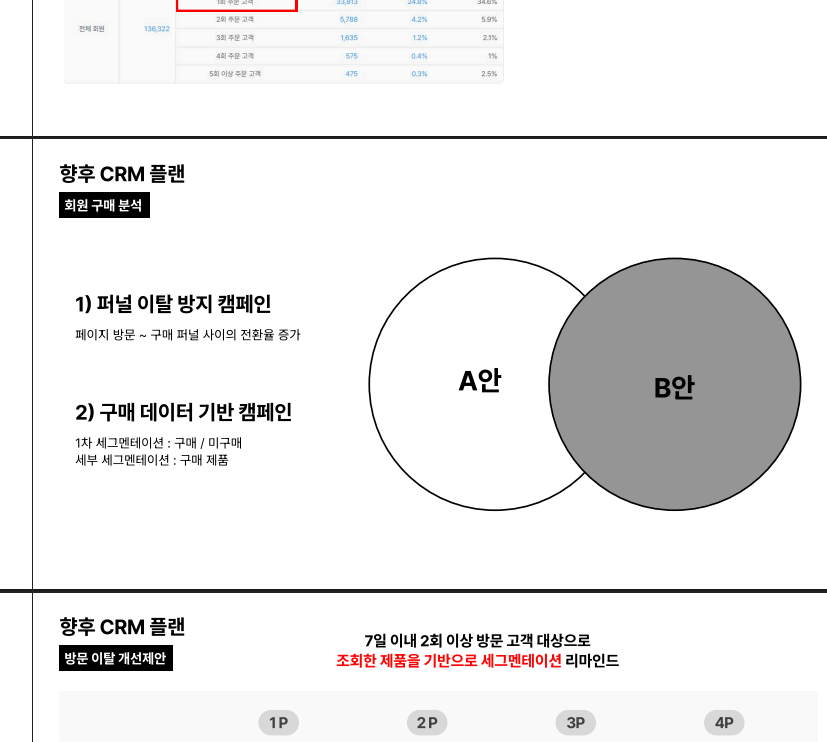 1회 주문 고객 33,813 24.8% 34.6%
2회 주문 고객 5,788 4.2% 5.9%
전체 회원 136,322
3회 주문 고객 1,635 1.2% 2.1%
4회 주문 고객 575 0.4% 1%
5회 이상 주문 고객 475 0.3% 2.5%
향후 CRM 플랜
회원 구매 분석
1) 퍼널 이탈 방지 캠페인
페이지 방문 ~ 구매 퍼널 사이의 전환율 증가
2) 구매 데이터 기반 캠페인
1차 세그멘테이션 : 구매 / 미구매
세부 세그멘테이션 : 구매 제품
A안
B안
향후 CRM 플랜
방문 이탈 개선제안
7일 이내 2회 이상 방문 고객 대상으로
조회한 제품을 기반으로 세그멘테이션 리마인드
1P 2P 3P 4P